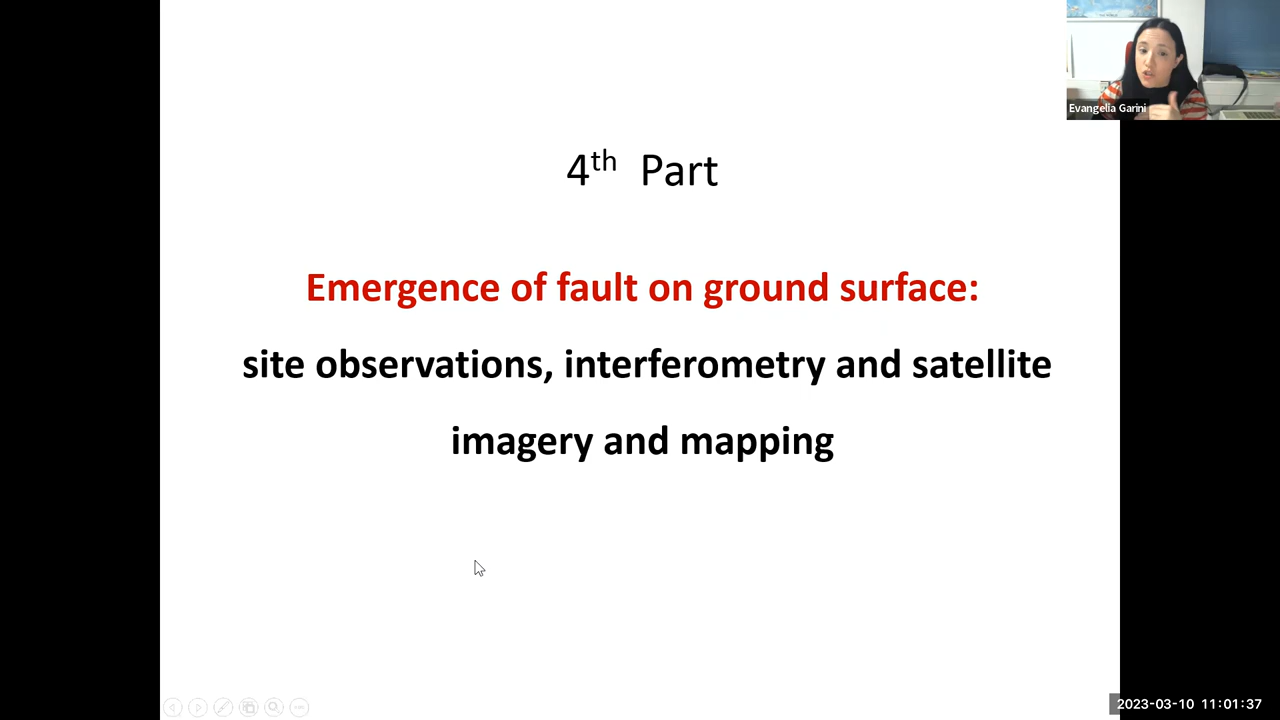 Evangelia Garini
4th Part
Emergence of fault on ground surface:
site observations, interferometry and satellite
imagery and mapping
2023-03-10 11:01:37